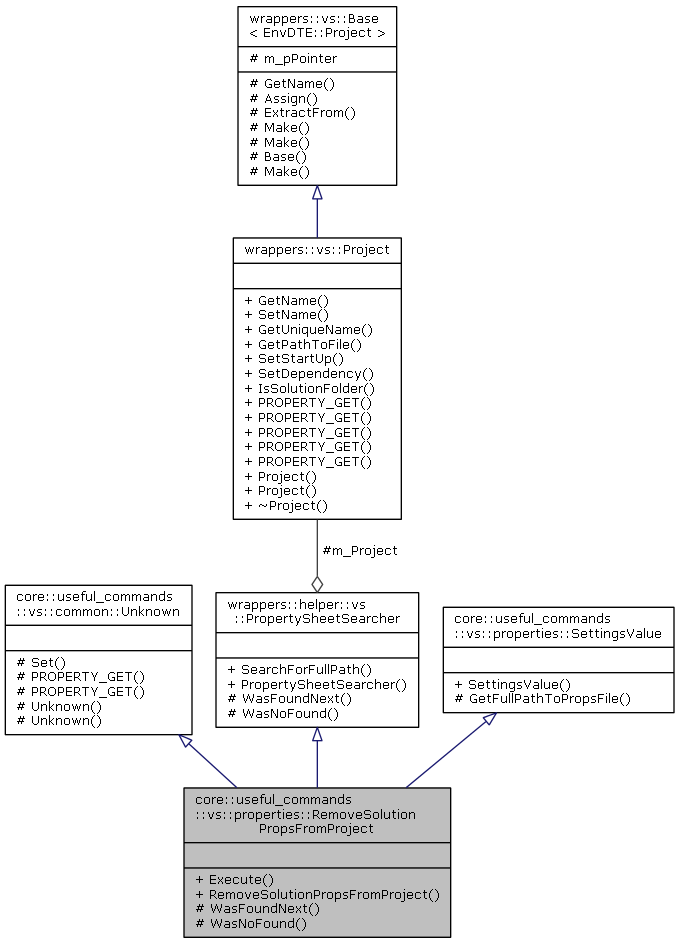 wrappers::vs::Base
< EnvDTE::Project >
# m_pPointer
# GetName()
# Assign()
# ExtractFrom()
# Make()
# Make()
# Base()
# Make()
wrappers::vs::Project
+ GetName()
+ SetName()
+ GetUniqueName()
+ GetPathToFile()
+ SetStartUp()
+ SetDependency()
+ IsSolutionFolder()
+ PROPERTY_GET()
+ PROPERTY_GET()
+ PROPERTY_GET()
+ PROPERTY_GET()
+ PROPERTY_GET()
+ Project()
+ Project()
+ ~Project()
#m_Project
core::useful_commands
::vs::common::Unknown
# Set()
# PROPERTY_GET()
# PROPERTY_GET()
# Unknown()
# Unknown()
wrappers::helper::vs
::PropertySheetSearcher
+ SearchForFullPath()
+ PropertySheetSearcher()
# WasFoundNext()
# WasNoFound()
core::useful_commands
::vs::properties::SettingsValue
+ SettingsValue()
# GetFullPathToPropsFile()
core::useful_commands
::vs::properties::RemoveSolution
PropsFromProject
+ Execute()
+ RemoveSolutionPropsFromProject()
# WasFoundNext()
# WasNoFound()